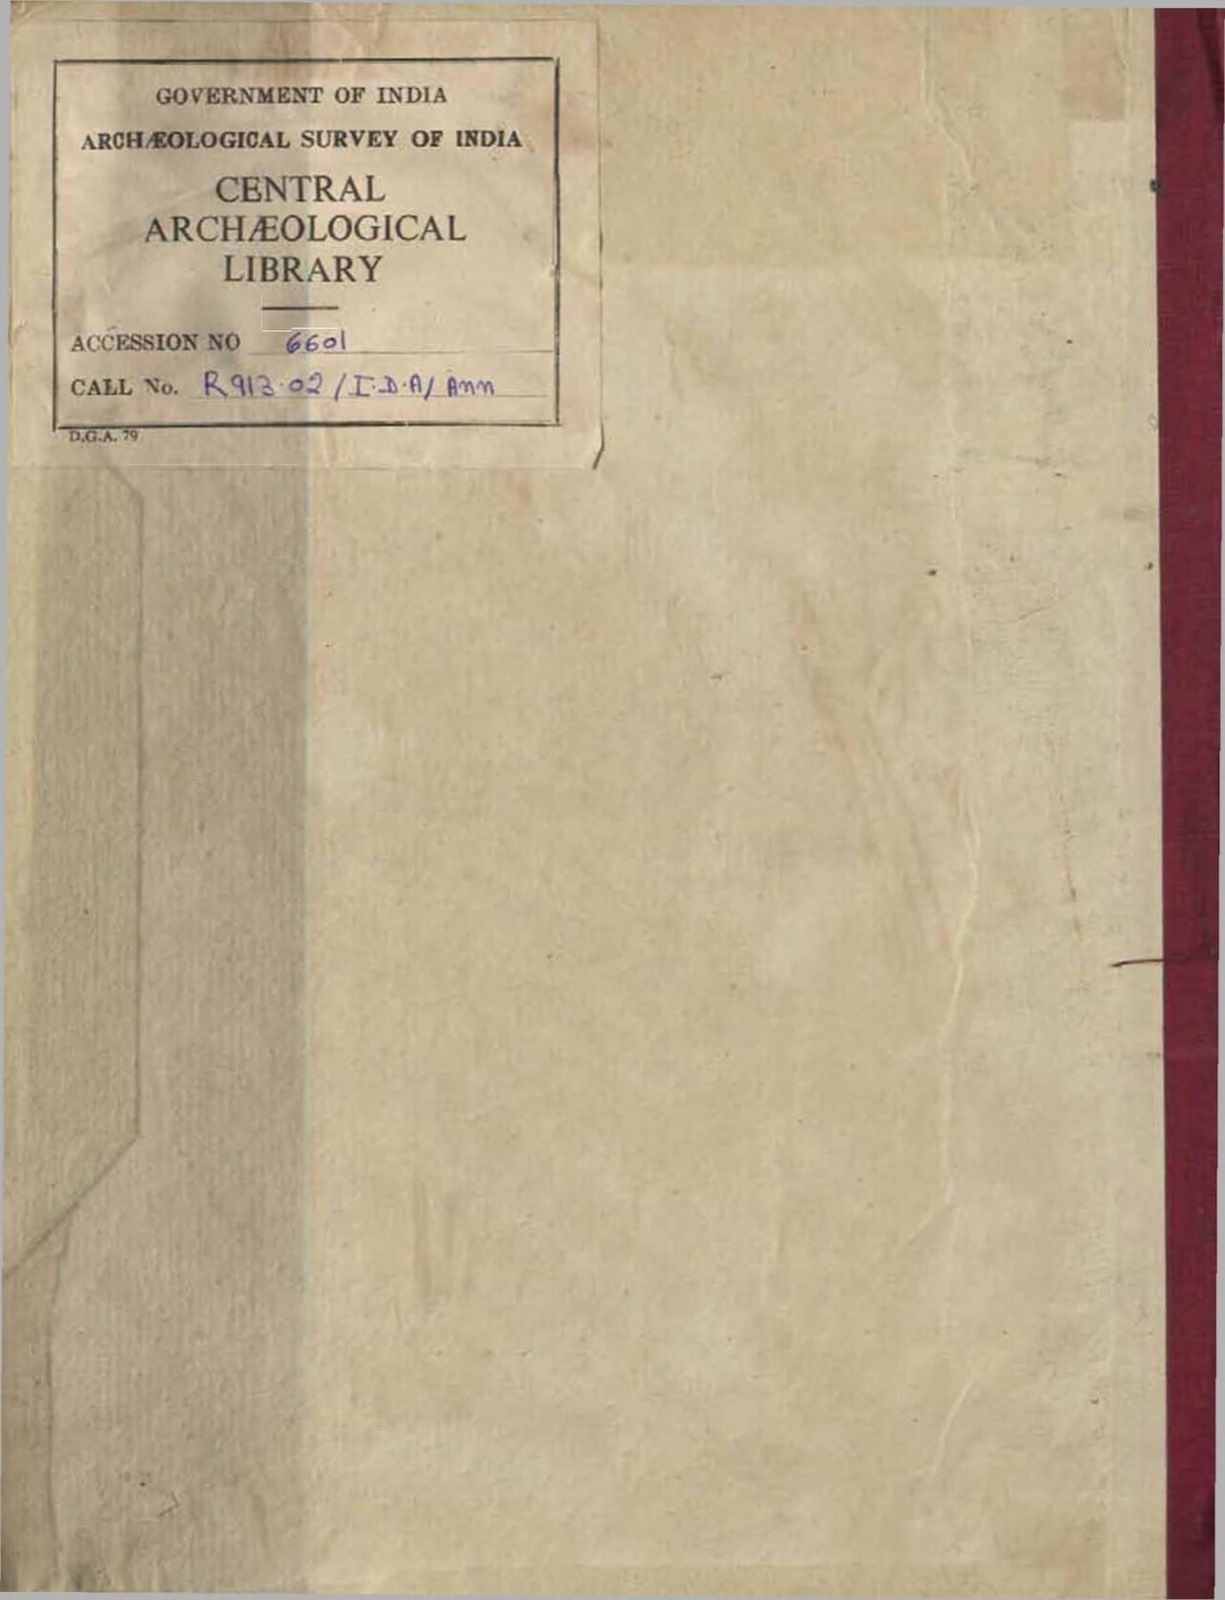 GOVERNMENT OF INDIA
ARCHÆOLOGICAL SURVEY OF INDIA
CENTRAL
ARCHÆOLOGICAL
LIBRARY
ACCESSION NO 6601
CALL No. R913.02/I.D.A/Ann
D.G.A. 79